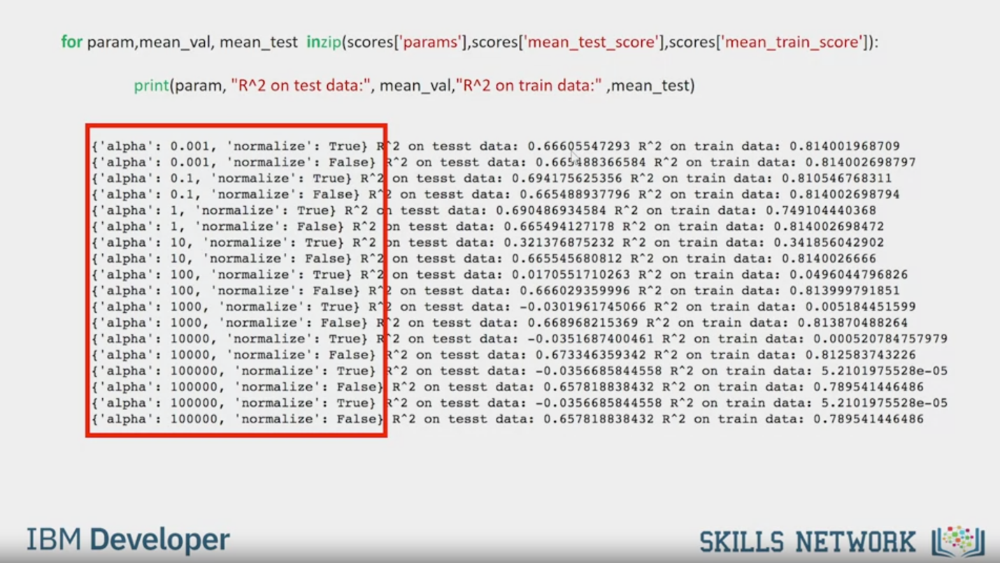 for param,mean_val, mean_test inzip(scores['params'],scores['mean_test_score'],scores['mean_train_score']):
print(param, "R^2 on test data:", mean_val,"R^2 on train data:" ,mean_test)
{'alpha': 0.001, 'normalize': True} R^2 on tesst data: 0.66605547293 R^2 on train data: 0.814001968709
{'alpha': 0.001, 'normalize': False} R^2 on tesst data: 0.665488366584 R^2 on train data: 0.814002698797
{'alpha': 0.1, 'normalize': True} R^2 on tesst data: 0.694175625356 R^2 on train data: 0.810546768311
{'alpha': 0.1, 'normalize': False} R^2 on tesst data: 0.665488937796 R^2 on train data: 0.814002698794
{'alpha': 1, 'normalize': True} R^2 on tesst data: 0.690486934584 R^2 on train data: 0.749104440368
{'alpha': 1, 'normalize': False} R^2 on tesst data: 0.665494127178 R^2 on train data: 0.814002698472
{'alpha': 10, 'normalize': True} R^2 on tesst data: 0.321376875232 R^2 on train data: 0.341856042902
{'alpha': 10, 'normalize': False} R^2 on tesst data: 0.665545680812 R^2 on train data: 0.8140026666
{'alpha': 100, 'normalize': True} R^2 on tesst data: 0.0170551710263 R^2 on train data: 0.0496044796826
{'alpha': 100, 'normalize': False} R^2 on tesst data: 0.666029359996 R^2 on train data: 0.813999791851
{'alpha': 1000, 'normalize': True} R^2 on tesst data: -0.0301961745066 R^2 on train data: 0.005184451599
{'alpha': 1000, 'normalize': False} R^2 on tesst data: 0.668968215369 R^2 on train data: 0.813870488264
{'alpha': 10000, 'normalize': True} R^2 on tesst data: -0.0351687400461 R^2 on train data: 0.000520784757979
{'alpha': 10000, 'normalize': False} R^2 on tesst data: 0.673346359342 R^2 on train data: 0.812583743226
{'alpha': 100000, 'normalize': True} R^2 on tesst data: -0.0356685844558 R^2 on train data: 5.2101975528e-05
{'alpha': 100000, 'normalize': False} R^2 on tesst data: 0.657818838432 R^2 on train data: 0.789541446486
{'alpha': 100000, 'normalize': True} R^2 on tesst data: -0.0356685844558 R^2 on train data: 5.2101975528e-05
{'alpha': 100000, 'normalize': False} R^2 on tesst data: 0.657818838432 R^2 on train data: 0.789541446486
IBM Developer
SKILLS NETWORK